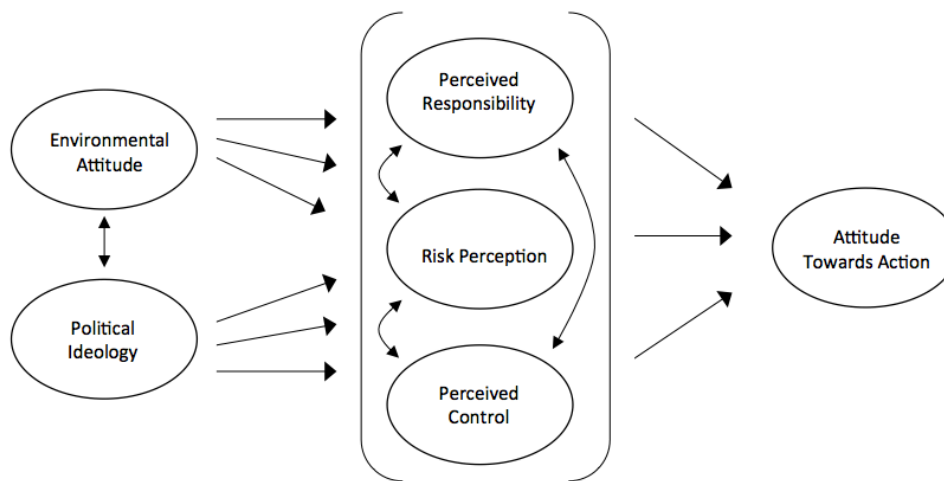 Environmental
Attitude
Political
Ideology
Perceived
Responsibility
Risk Perception
Perceived
Control
Attitude
Towards Action